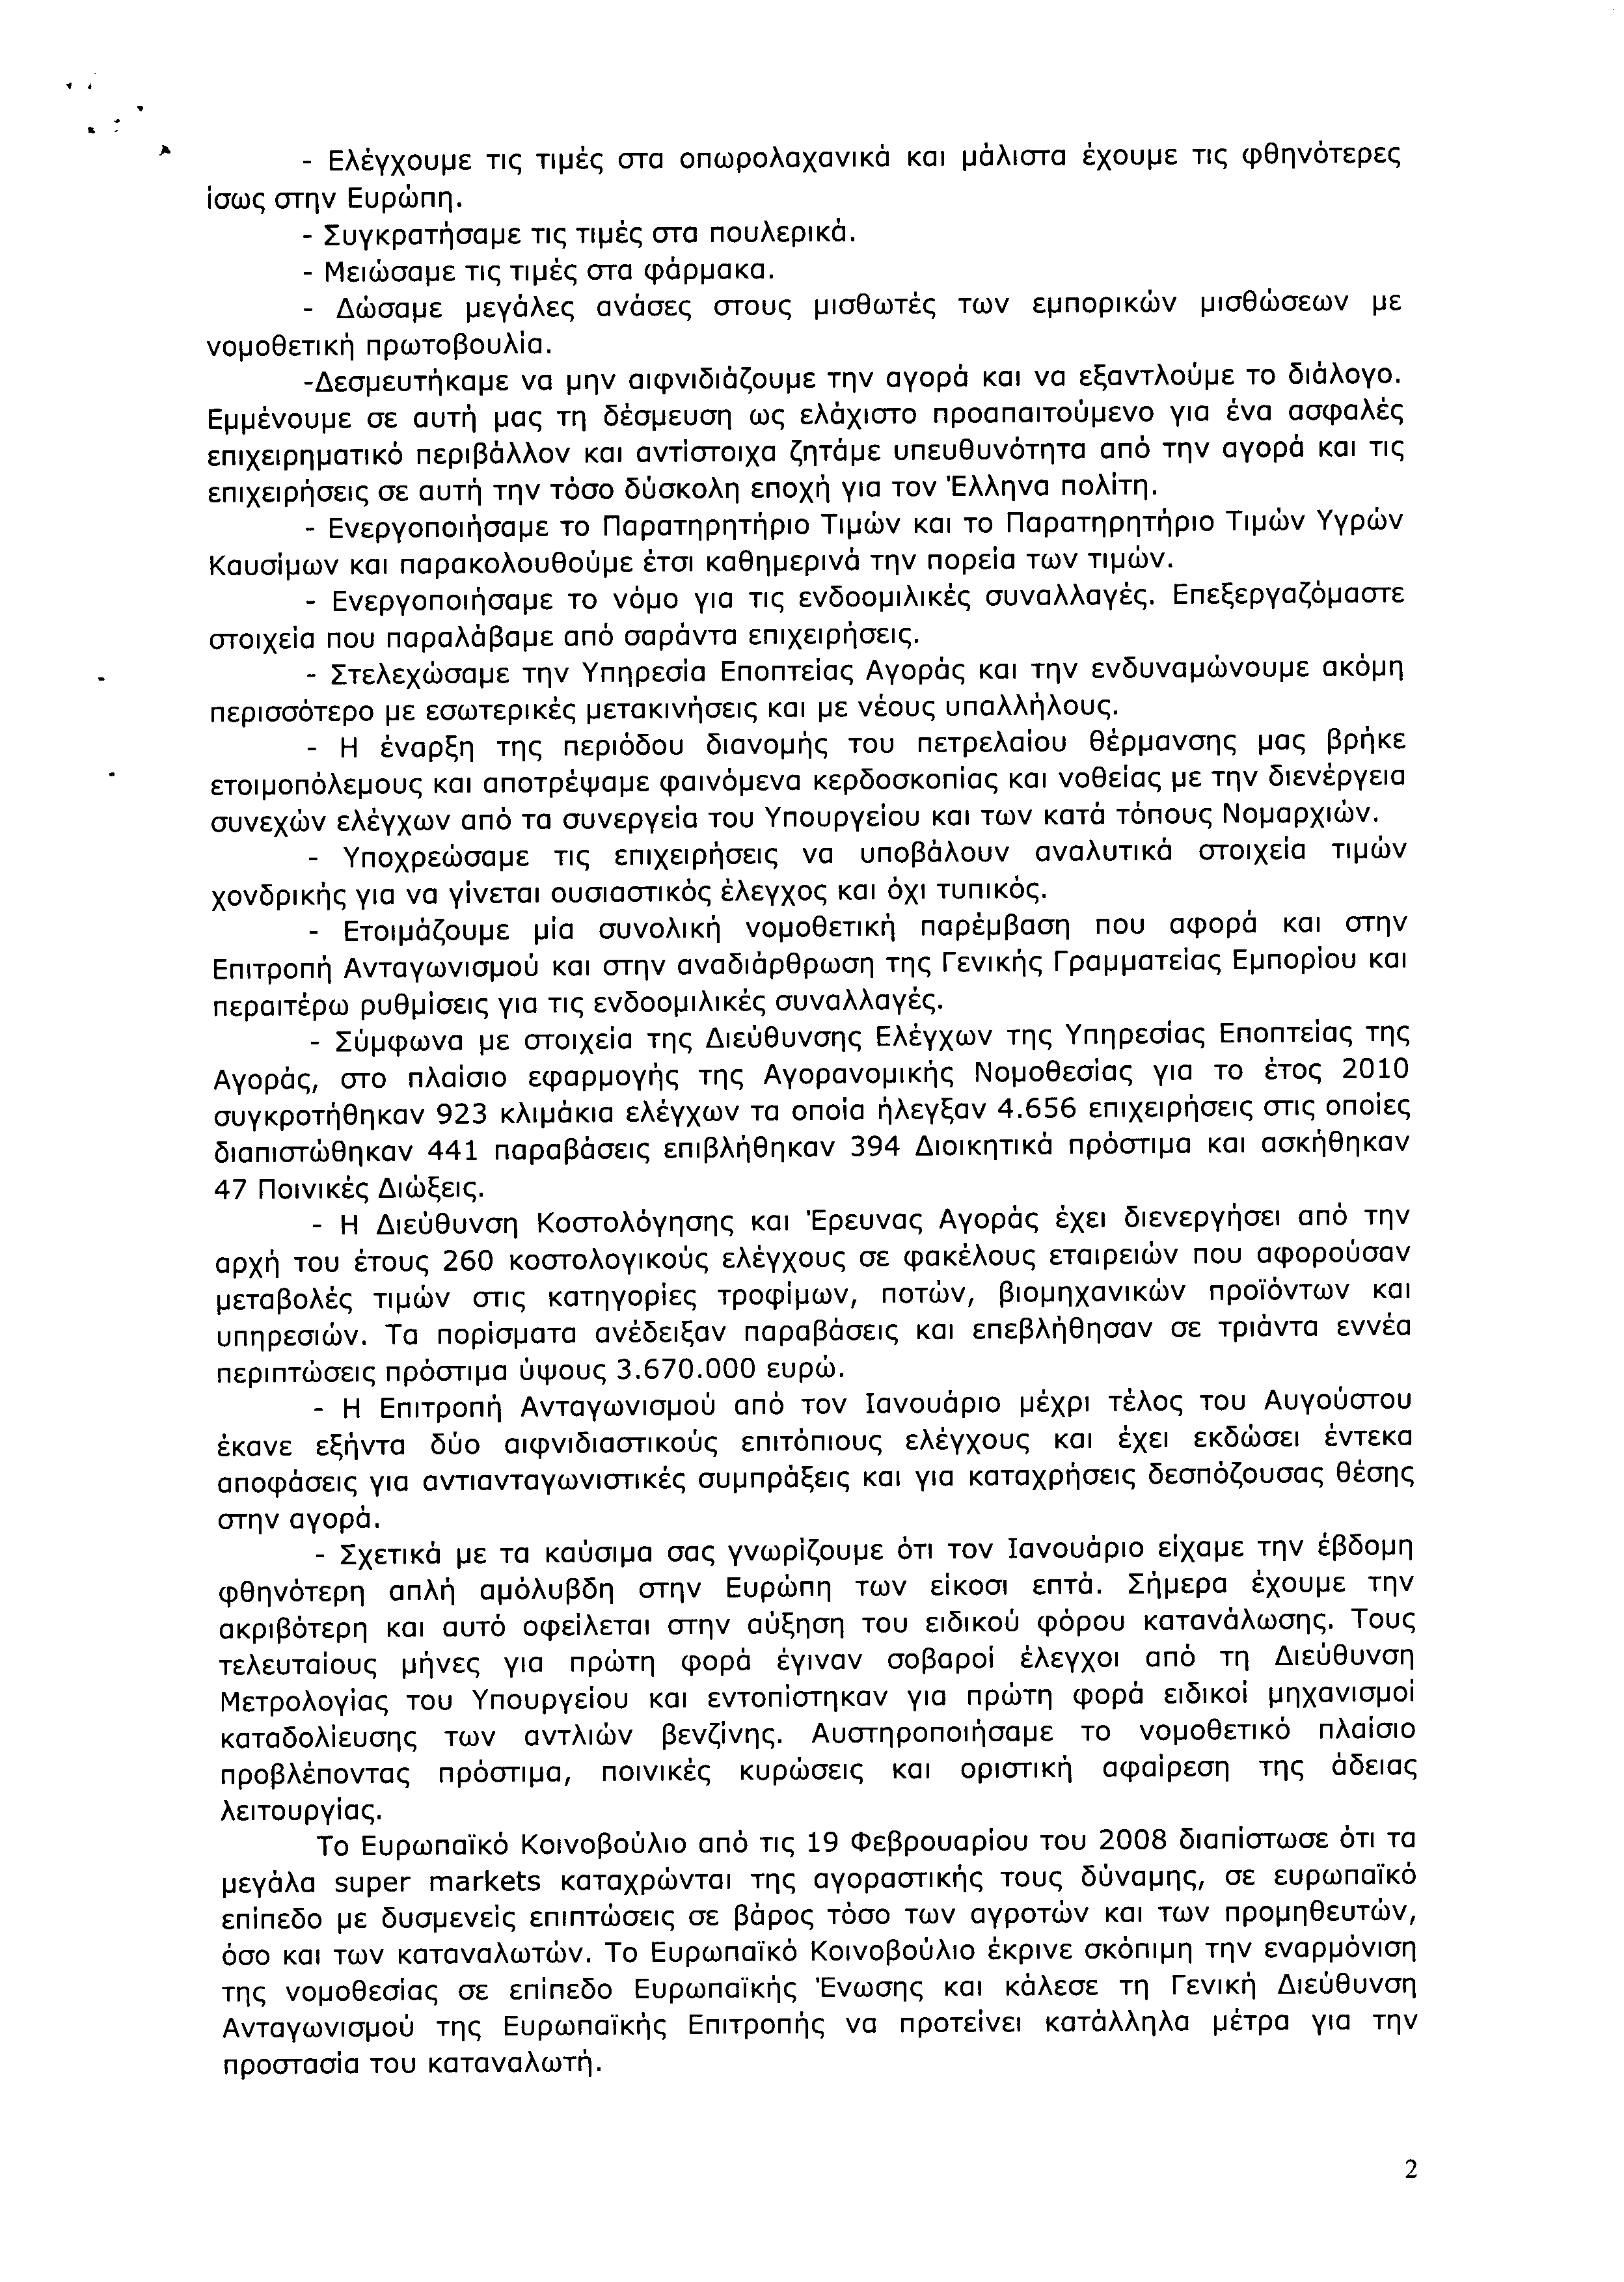 - Ελέγχουμε τις τιμές στα οπωρολαχανικά και μάλιστα έχουμε τις φθηνότερες
ίσως στην Ευρώπη.
- Συγκρατήσαμε τις τιμές στα πουλερικά.
- Μειώσαμε τις τιμές στα φάρμακα.
- Δώσαμε μεγάλες ανάσες στους μισθωτές των εμπορικών μισθώσεων με
νομοθετική πρωτοβουλία.
-Δεσμευτήκαμε να μην αιφνιδιάζουμε την αγορά και να εξαντλούμε το διάλογο.
Εμμένουμε σε αυτή μας τη δέσμευση ως ελάχιστο προαπαιτούμενο για ένα ασφαλές
επιχειρηματικό περιβάλλον και αντίστοιχα ζητάμε υπευθυνότητα από την αγορά και τις
επιχειρήσεις σε αυτή την τόσο δύσκολη εποχή για τον Έλληνα πολίτη.
- Ενεργοποιήσαμε το Παρατηρητήριο Τιμών και το Παρατηρητήριο Τιμών Υγρών
Καυσίμων και παρακολουθούμε έτσι καθημερινά την πορεία των τιμών.
- Ενεργοποιήσαμε το νόμο για τις ενδοομιλικές συναλλαγές. Επεξεργαζόμαστε
στοιχεία που παραλάβαμε από σαράντα επιχειρήσεις.
- Στελεχώσαμε την Υπηρεσία Εποπτείας Αγοράς και την ενδυναμώνουμε ακόμη
περισσότερο με εσωτερικές μετακινήσεις και με νέους υπαλλήλους.
- Η έναρξη της περιόδου διανομής του πετρελαίου θέρμανσης μας βρήκε
ετοιμοπόλεμους και αποτρέψαμε φαινόμενα κερδοσκοπίας και νοθείας με την διενέργεια
συνεχών ελέγχων από τα συνεργεία του Υπουργείου και των κατά τόπους Νομαρχιών.
- Υποχρεώσαμε τις επιχειρήσεις να υποβάλουν αναλυτικά στοιχεία τιμών
χονδρικής για να γίνεται ουσιαστικός έλεγχος και όχι τυπικός.
- Ετοιμάζουμε μία συνολική νομοθετική παρέμβαση που αφορά και στην
Επιτροπή Ανταγωνισμού και στην αναδιάρθρωση της Γενικής Γραμματείας Εμπορίου και
περαιτέρω ρυθμίσεις για τις ενδοομιλικές συναλλαγές.
- Σύμφωνα με στοιχεία της Διεύθυνσης Ελέγχων της Υπηρεσίας Εποπτείας της
Αγοράς, στο πλαίσιο εφαρμογής της Αγορανομικής Νομοθεσίας για το έτος 2010
συγκροτήθηκαν 923 κλιμάκια ελέγχων τα οποία ήλεγξαν 4.656 επιχειρήσεις στις οποίες
διαπιστώθηκαν 441 παραβάσεις επιβλήθηκαν 394 Διοικητικά πρόστιμα και ασκήθηκαν
47 Ποινικές Διώξεις.
- Η Διεύθυνση Κοστολόγησης και Έρευνας Αγοράς έχει διενεργήσει από την
αρχή του έτους 260 κοστολογικούς ελέγχους σε φακέλους εταιρειών που αφορούσαν
μεταβολές τιμών στις κατηγορίες τροφίμων, ποτών, βιομηχανικών προϊόντων και
υπηρεσιών. Τα πορίσματα ανέδειξαν παραβάσεις και επεβλήθησαν σε τριάντα εννέα
περιπτώσεις πρόστιμα ύψους 3.670.000 ευρώ.
- Η Επιτροπή Ανταγωνισμού από τον Ιανουάριο μέχρι τέλος του Αυγούστου
έκανε εξήντα δύο αιφνιδιαστικούς επιτόπιους ελέγχους και έχει εκδώσει έντεκα
αποφάσεις για αντιανταγωνιστικές συμπράξεις και για καταχρήσεις δεσπόζουσας θέσης
στην αγορά.
- Σχετικά με τα καύσιμα σας γνωρίζουμε ότι τον Ιανουάριο είχαμε την έβδομη
φθηνότερη απλή αμόλυβδη στην Ευρώπη των είκοσι επτά. Σήμερα έχουμε την
ακριβότερη και αυτό οφείλεται στην αύξηση του ειδικού φόρου κατανάλωσης. Τους
τελευταίους μήνες για πρώτη φορά έγιναν σοβαροί έλεγχοι από τη Διεύθυνση
Μετρολογίας του Υπουργείου και εντοπίστηκαν για πρώτη φορά ειδικοί μηχανισμοί
καταδολίευσης των αντλιών βενζίνης. Αυστηροποιήσαμε το νομοθετικό πλαίσιο
προβλέποντας πρόστιμα, ποινικές κυρώσεις και οριστική αφαίρεση της άδειας
λειτουργίας.
Το Ευρωπαϊκό Κοινοβούλιο από τις 19 Φεβρουαρίου του 2008 διαπίστωσε ότι τα
μεγάλα super markets καταχρώνται της αγοραστικής τους δύναμης, σε ευρωπαϊκό
επίπεδο με δυσμενείς επιπτώσεις σε βάρος τόσο των αγροτών και των προμηθευτών,
όσο και των καταναλωτών. Το Ευρωπαϊκό Κοινοβούλιο έκρινε σκόπιμη την εναρμόνιση
της νομοθεσίας σε επίπεδο Ευρωπαϊκής Ένωσης και κάλεσε τη Γενική Διεύθυνση
Ανταγωνισμού της Ευρωπαϊκής Επιτροπής να προτείνει κατάλληλα μέτρα για την
προστασία του καταναλωτή.
2